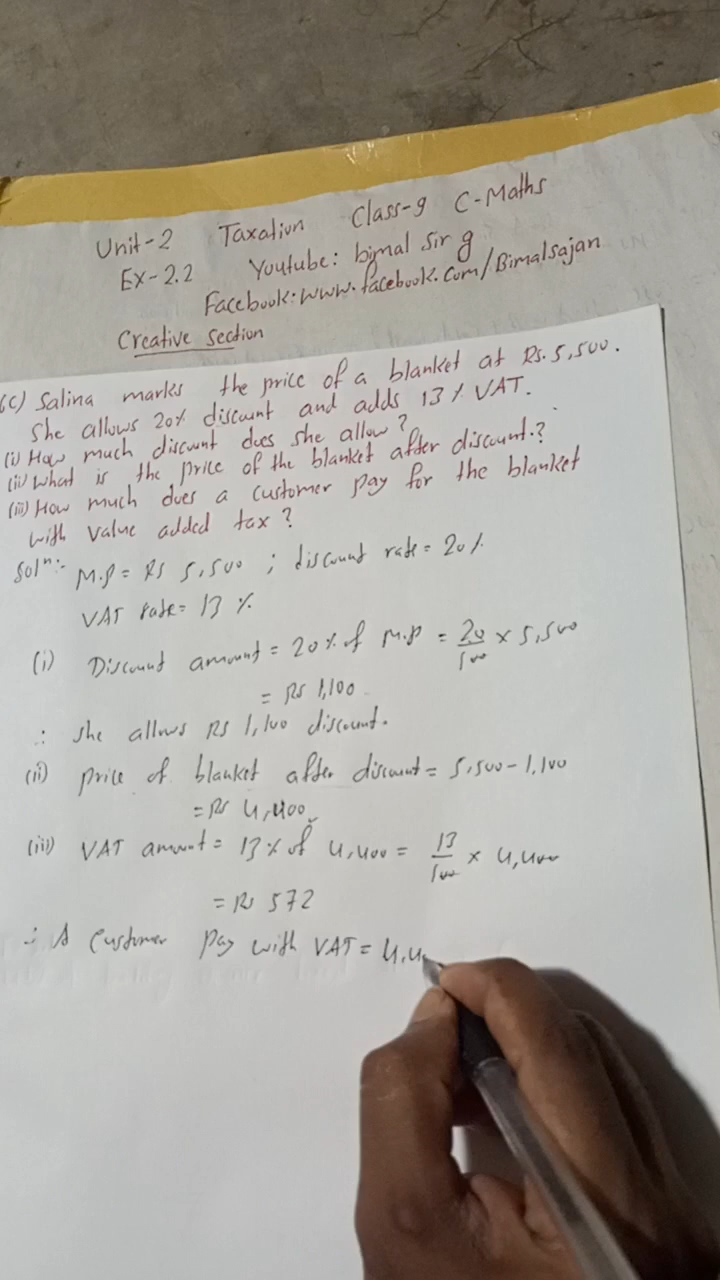 Unit-2 Taxation Class-9 C-Maths
Ex-2.2 Youtube: bimal sir g
Facebook: www.facebook.com/Bimalsajan
Creative section
6c) Salina marks the price of a blanket at Rs. 5,500.
She allows 20% discount and adds 13% VAT.
(i) How much discount does she allow?
(ii) What is the price of the blanket after discount.?
(iii) How much does a customer pay for the blanket
with value added tax?
Solⁿ:- M.P = RS 5,500 ; discount rate = 20%
VAT rate = 13%
(i) Discount amount = 20% of M.P = 20/100 × 5,500
= RS 1,100
∴ She allows RS 1,100 discount.
(ii) price of blanket after discount = 5,500 - 1,100
= RS 4,400
(iii) VAT amount = 13% of 4,400 = 13/100 × 4,400
= RS 572
∴ A customer pay with VAT = 4,4